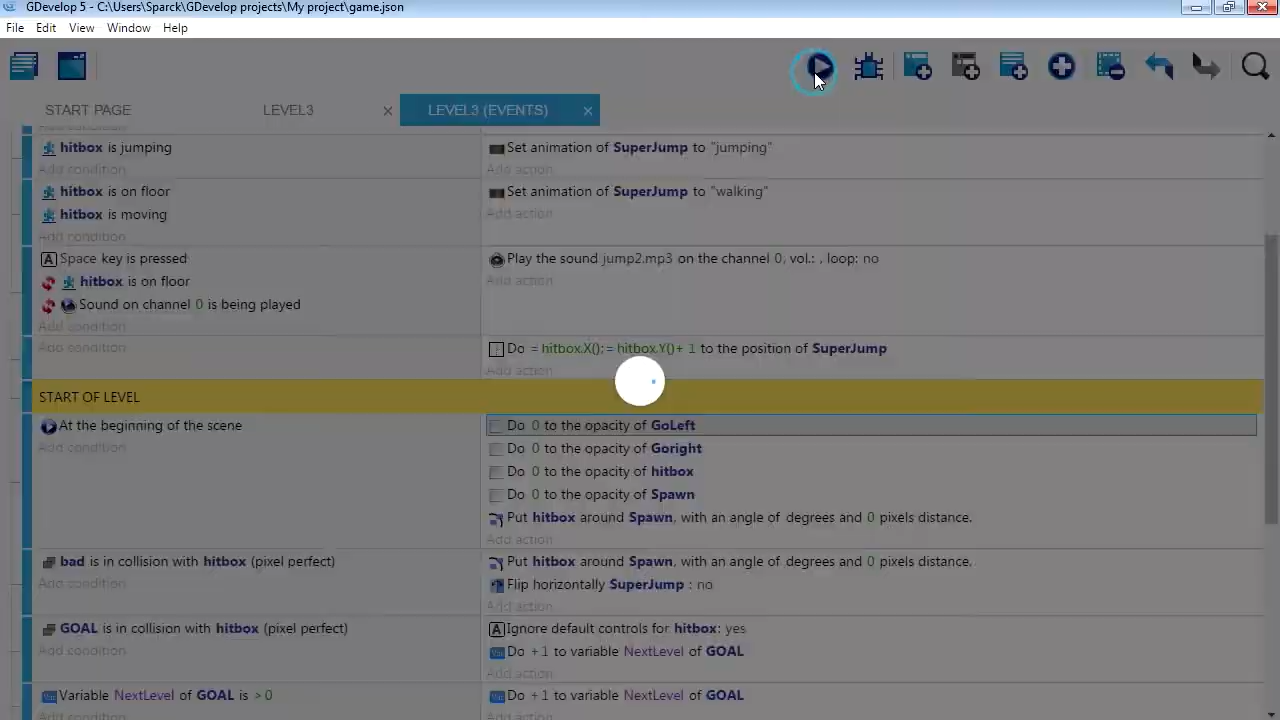 GDevelop 5 - C:\Users\Sparck\GDevelop projects\My project\game.json
File Edit View Window Help
START PAGE LEVEL3 × LEVEL3 (EVENTS) ×
hitbox is jumping Set animation of SuperJump to "jumping"
Add condition Add action
hitbox is on floor Set animation of SuperJump to "walking"
hitbox is moving Add action
Add condition
A Space key is pressed Play the sound jump2.mp3 on the channel 0, vol.: , loop: no
hitbox is on floor Add action
Sound on channel 0 is being played
Add condition
Add condition Do = hitbox.X(); = hitbox.Y()+ 1 to the position of SuperJump
Add action
START OF LEVEL
At the beginning of the scene Do 0 to the opacity of GoLeft
Add condition Do 0 to the opacity of Goright
Do 0 to the opacity of hitbox
Do 0 to the opacity of Spawn
Put hitbox around Spawn, with an angle of degrees and 0 pixels distance.
Add action
bad is in collision with hitbox (pixel perfect) Put hitbox around Spawn, with an angle of degrees and 0 pixels distance.
Add condition Flip horizontally SuperJump : no
Add action
GOAL is in collision with hitbox (pixel perfect) A Ignore default controls for hitbox: yes
Add condition Do +1 to variable NextLevel of GOAL
Add action
Var Variable NextLevel of GOAL is > 0 Do +1 to variable NextLevel of GOAL
Add condition Add action